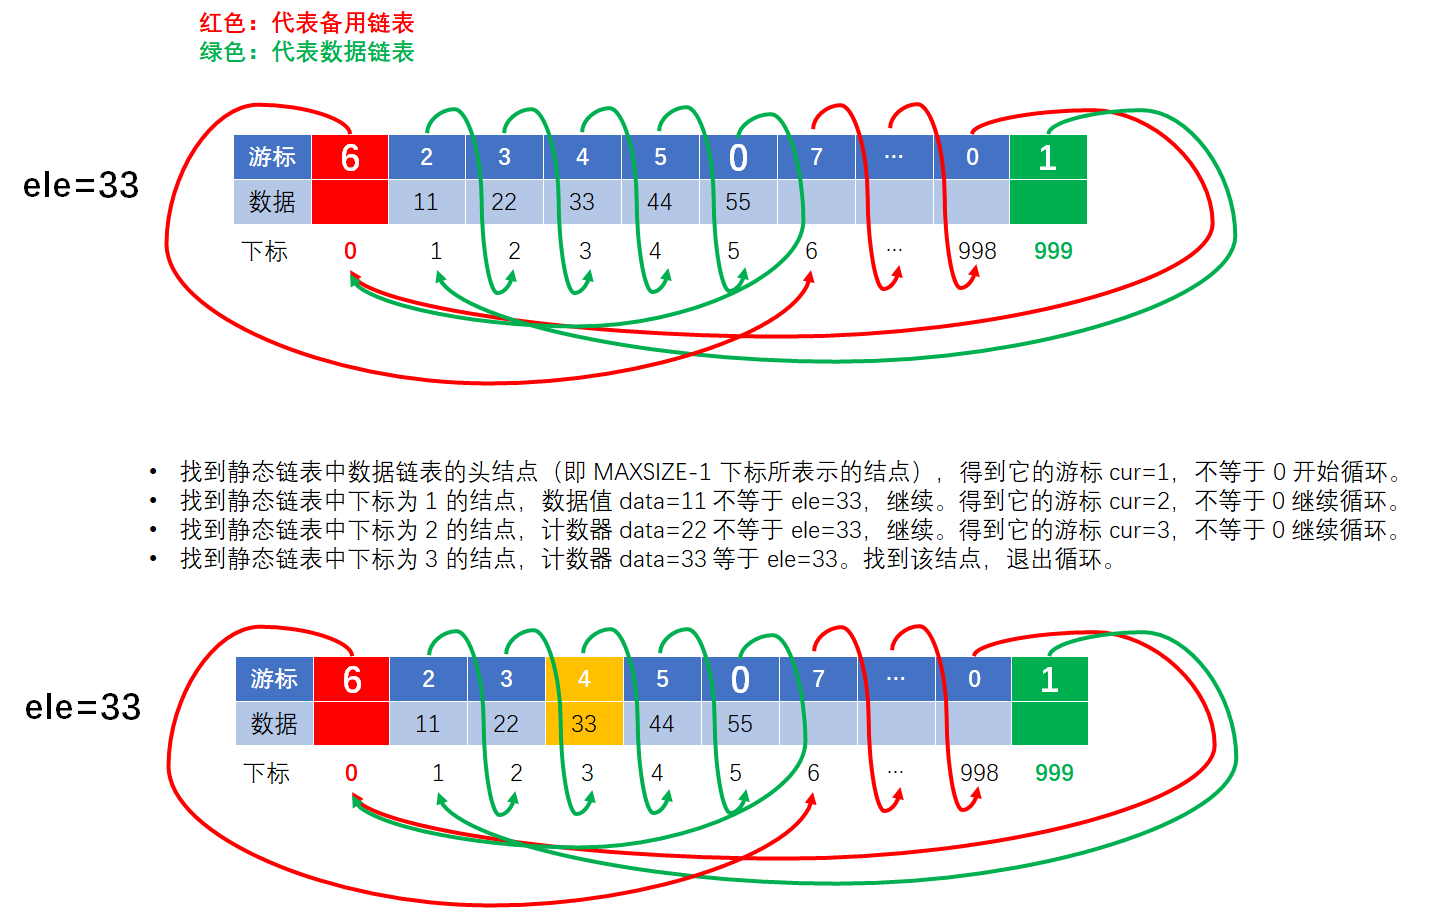 红色：代表备用链表
绿色：代表数据链表
ele=33
游标 6 2 3 4 5 0 7 … 0 1
数据 11 22 33 44 55
下标 0 1 2 3 4 5 6 … 998 999
• 找到静态链表中数据链表的头结点（即 MAXSIZE-1 下标所表示的结点），得到它的游标 cur=1，不等于 0 开始循环。
• 找到静态链表中下标为 1 的结点，数据值 data=11 不等于 ele=33，继续。得到它的游标 cur=2，不等于 0 继续循环。
• 找到静态链表中下标为 2 的结点，计数器 data=22 不等于 ele=33，继续。得到它的游标 cur=3，不等于 0 继续循环。
• 找到静态链表中下标为 3 的结点，计数器 data=33 等于 ele=33。找到该结点，退出循环。
ele=33
游标 6 2 3 4 5 0 7 … 0 1
数据 11 22 33 44 55
下标 0 1 2 3 4 5 6 … 998 999